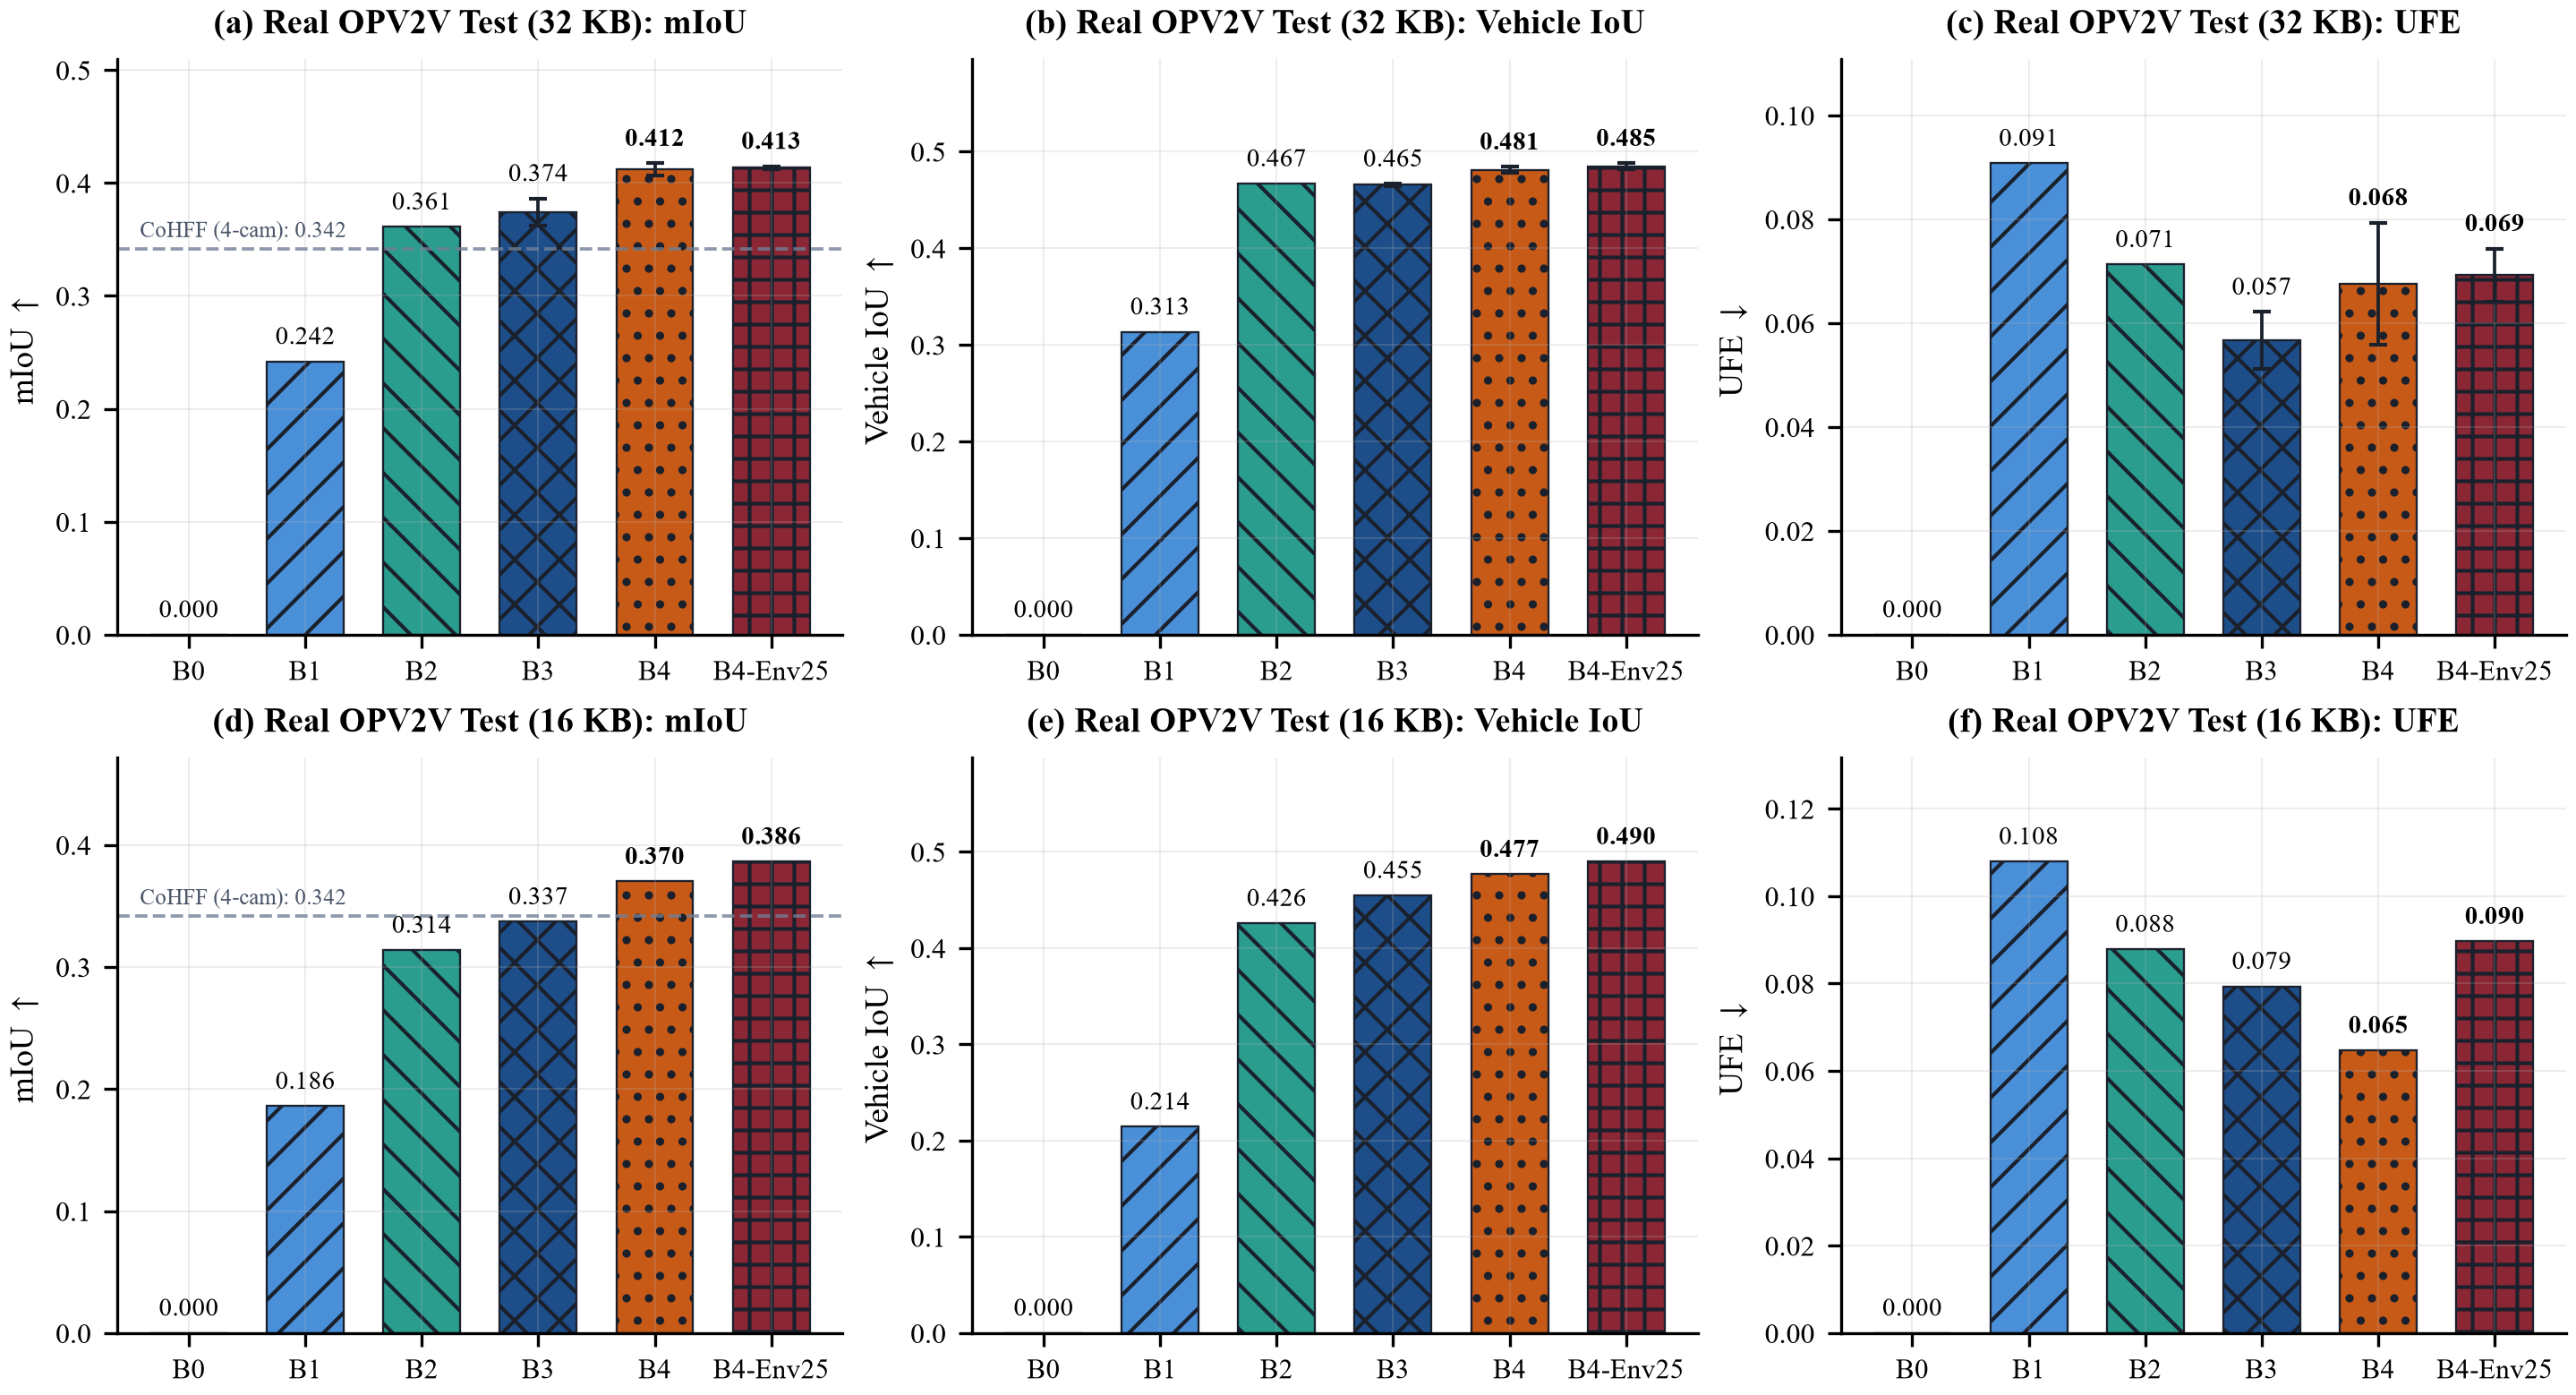 (a) Real OPV2V Test (32 KB): mIoU
mIoU ↑
0.5
0.4
0.3
0.2
0.1
0.0
CoHFF (4-cam): 0.342
0.000
0.242
0.361
0.374
0.412
0.413
B0
B1
B2
B3
B4
B4-Env25
(b) Real OPV2V Test (32 KB): Vehicle IoU
Vehicle IoU ↑
0.5
0.4
0.3
0.2
0.1
0.0
0.000
0.313
0.467
0.465
0.481
0.485
B0
B1
B2
B3
B4
B4-Env25
(c) Real OPV2V Test (32 KB): UFE
UFE ↓
0.10
0.08
0.06
0.04
0.02
0.00
0.000
0.091
0.071
0.057
0.068
0.069
B0
B1
B2
B3
B4
B4-Env25
(d) Real OPV2V Test (16 KB): mIoU
mIoU ↑
0.4
0.3
0.2
0.1
0.0
CoHFF (4-cam): 0.342
0.000
0.186
0.314
0.337
0.370
0.386
B0
B1
B2
B3
B4
B4-Env25
(e) Real OPV2V Test (16 KB): Vehicle IoU
Vehicle IoU ↑
0.5
0.4
0.3
0.2
0.1
0.0
0.000
0.214
0.426
0.455
0.477
0.490
B0
B1
B2
B3
B4
B4-Env25
(f) Real OPV2V Test (16 KB): UFE
UFE ↓
0.12
0.10
0.08
0.06
0.04
0.02
0.00
0.000
0.108
0.088
0.079
0.065
0.090
B0
B1
B2
B3
B4
B4-Env25